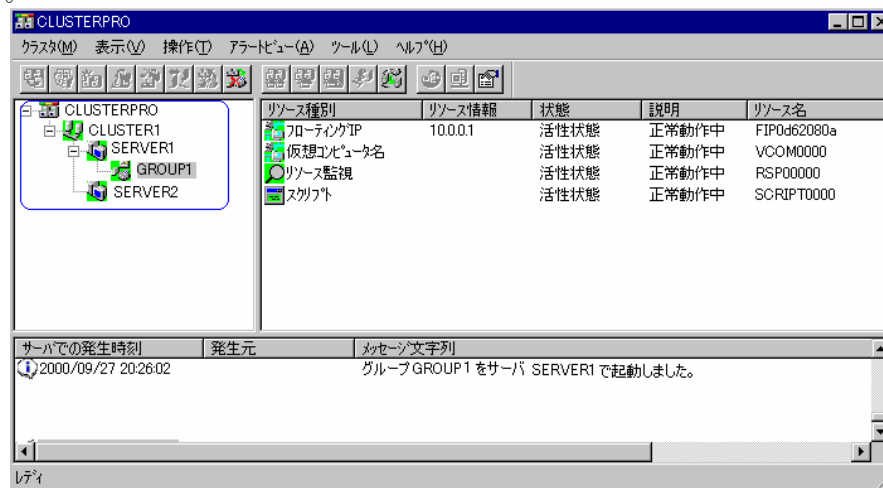 CLUSTERPRO
クラスタ(M) 表示(V) 操作(T) アラートビュー(A) ツール(L) ヘルプ(H)
CLUSTERPRO
CLUSTER1
SERVER1
GROUP1
SERVER2
リソース種別 リソース情報 状態 説明 リソース名
フローティングIP 10.0.0.1 活性状態 正常動作中 FIP0d62080a
仮想コンピュータ名 活性状態 正常動作中 VCOM0000
リソース監視 活性状態 正常動作中 RSP00000
スクリプト 活性状態 正常動作中 SCRIPT0000
サーバでの発生時刻 発生元 メッセージ文字列
2000/09/27 20:26:02 グループ GROUP1 をサーバ SERVER1 で起動しました。
レディ